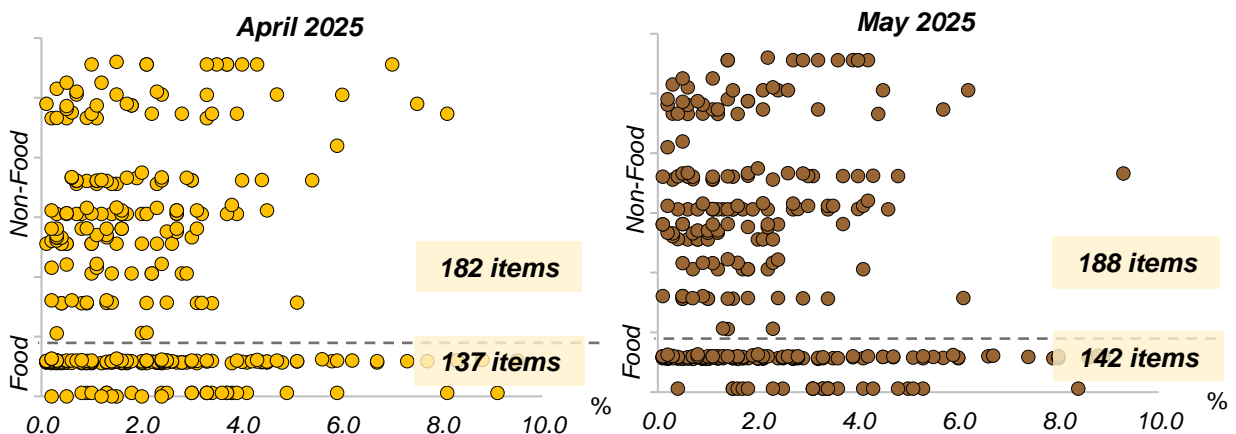 April 2025
Non-Food
Food
182 items
137 items
%
0.0 2.0 4.0 6.0 8.0 10.0
May 2025
Non-Food
Food
188 items
142 items
%
0.0 2.0 4.0 6.0 8.0 10.0